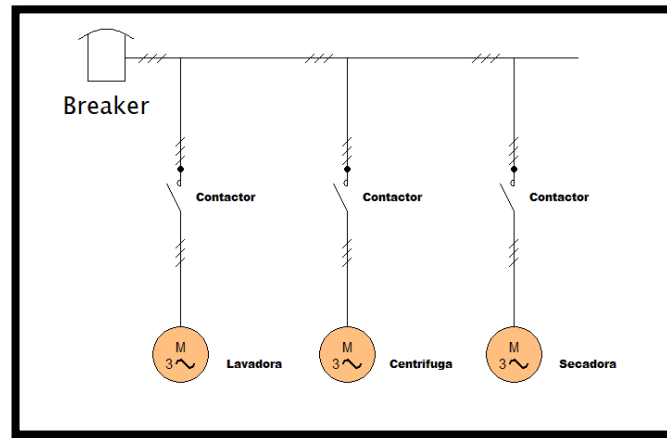 Breaker
Contactor
Contactor
Contactor
M
3
Lavadora
M
3
Centrifuga
M
3
Secadora